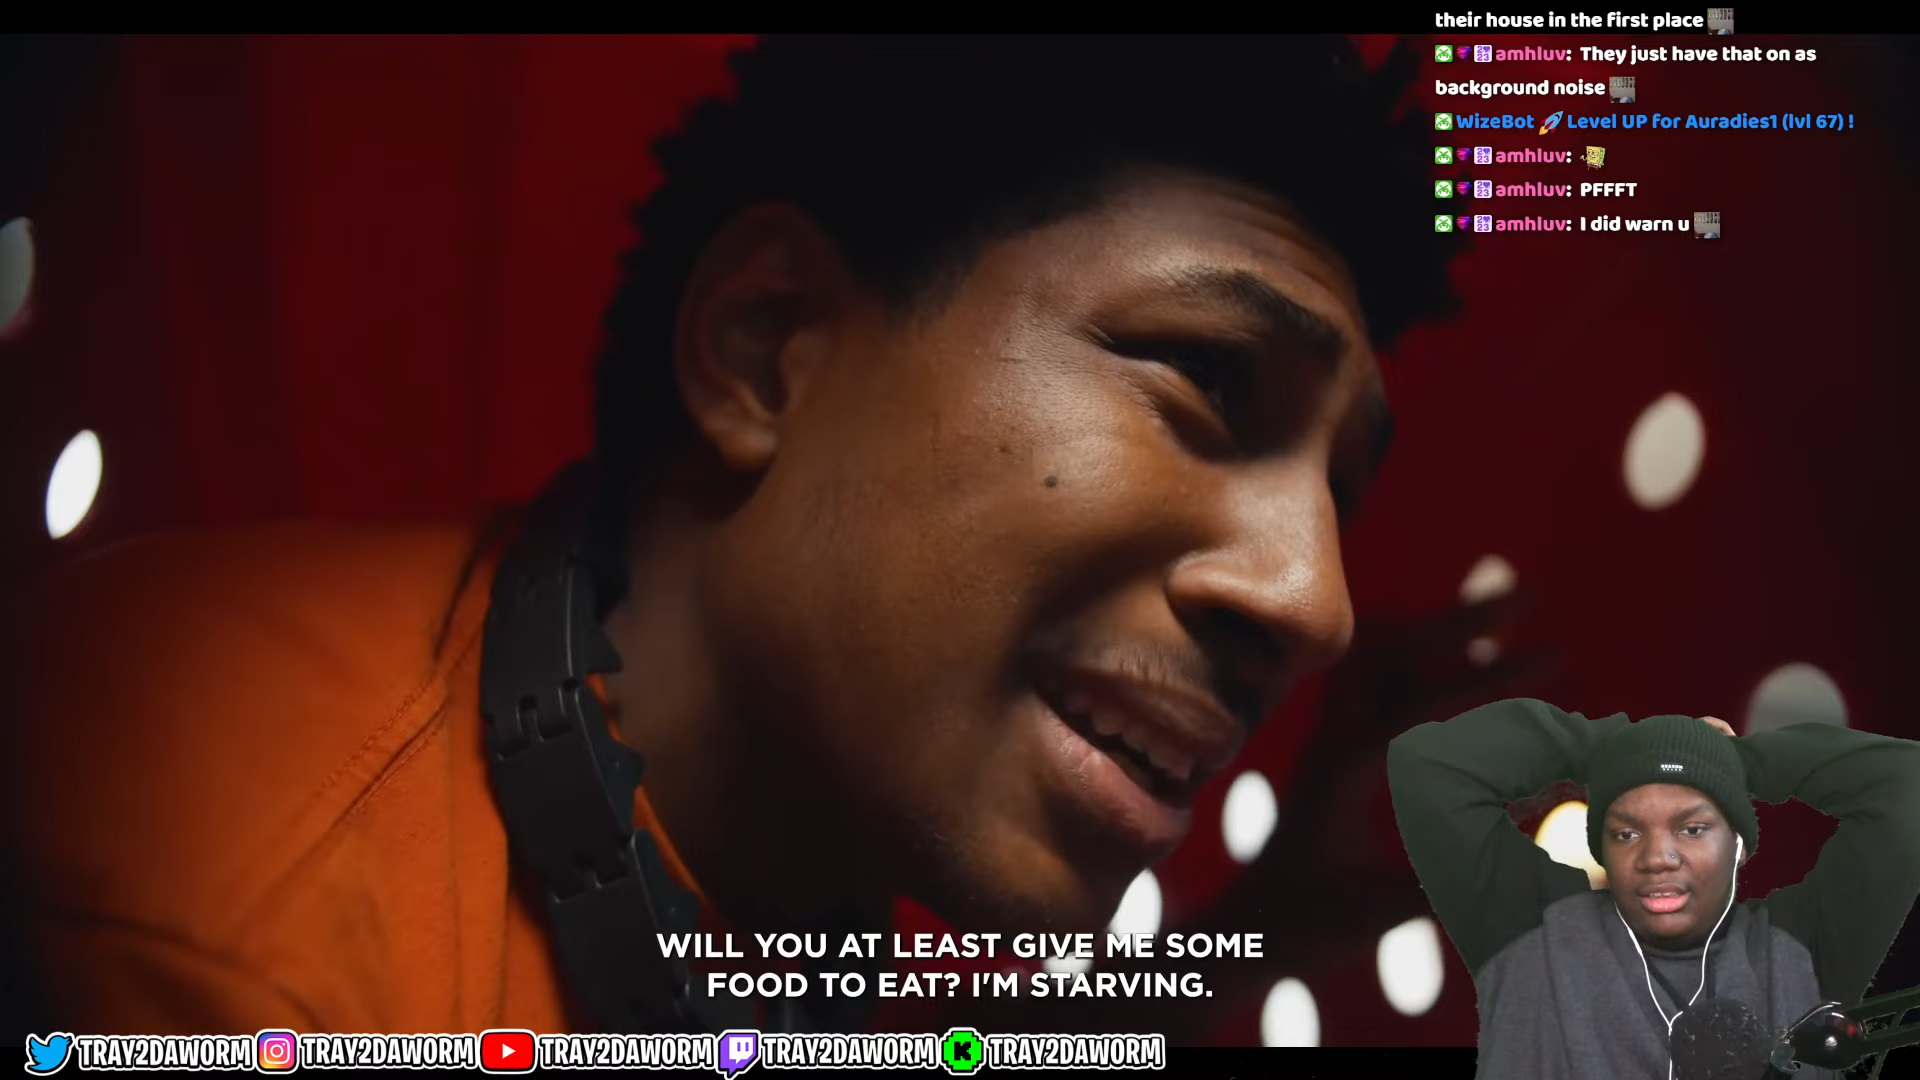 their house in the first place
amhluv: They just have that on as
background noise
WizeBot Level UP for Auradies1 (lvl 67) !
amhluv:
amhluv: PFFFT
amhluv: I did warn u
WILL YOU AT LEAST GIVE ME SOME
FOOD TO EAT? I'M STARVING.
TRAY2DAWORM TRAY2DAWORM TRAY2DAWORM TRAY2DAWORM K TRAY2DAWORM